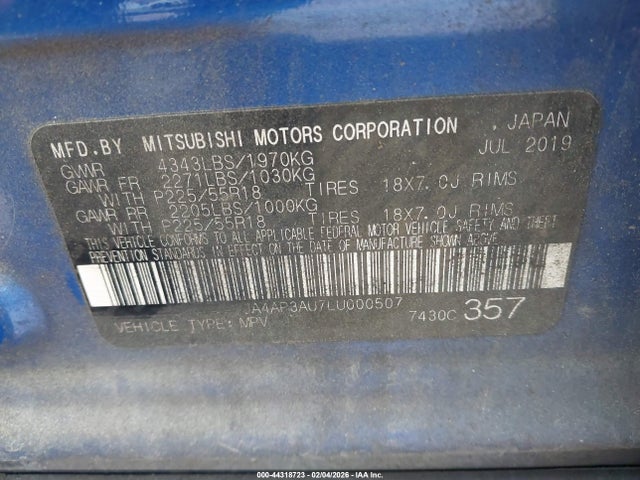 MFD.BY MITSUBISHI MOTORS CORPORATION , JAPAN
GVWR 4343LBS/1970KG JUL 2019
GAWR FR 2271LBS/1030KG
WITH P225/55R18 TIRES 18X7.0J RIMS
GAWR RR 2205LBS/1000KG
WITH P225/55R18 TIRES 18X7.0J RIMS
THIS VEHICLE CONFORMS TO ALL APPLICABLE FEDERAL MOTOR VEHICLE SAFETY AND THEFT
PREVENTION STANDARDS IN EFFECT ON THE DATE OF MANUFACTURE SHOWN ABOVE.
A4AP3AU7LU000507
VEHICLE TYPE: MPV 7430C 357
000-44318723 - 02/04/2026 - IAA Inc.